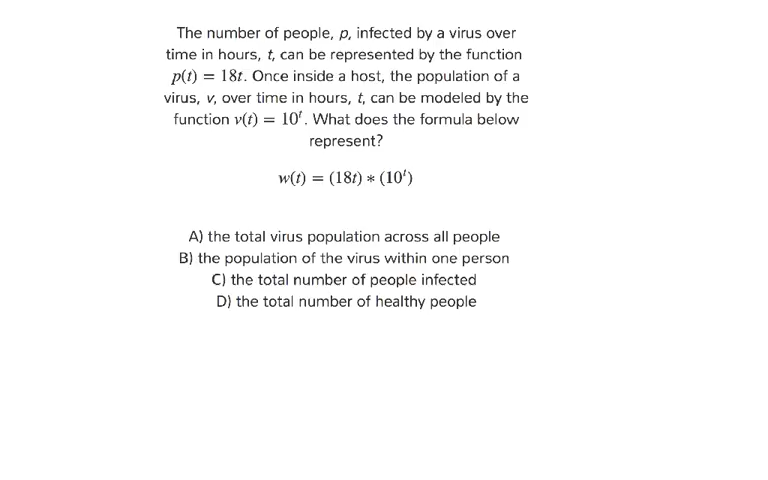 The number of people, p, infected by a virus over
time in hours, t, can be represented by the function
p(t) = 18t. Once inside a host, the population of a
virus, v, over time in hours, t, can be modeled by the
function v(t) = 10ᵗ. What does the formula below
represent?
w(t) = (18t) ∗ (10ᵗ)
A) the total virus population across all people
B) the population of the virus within one person
C) the total number of people infected
D) the total number of healthy people